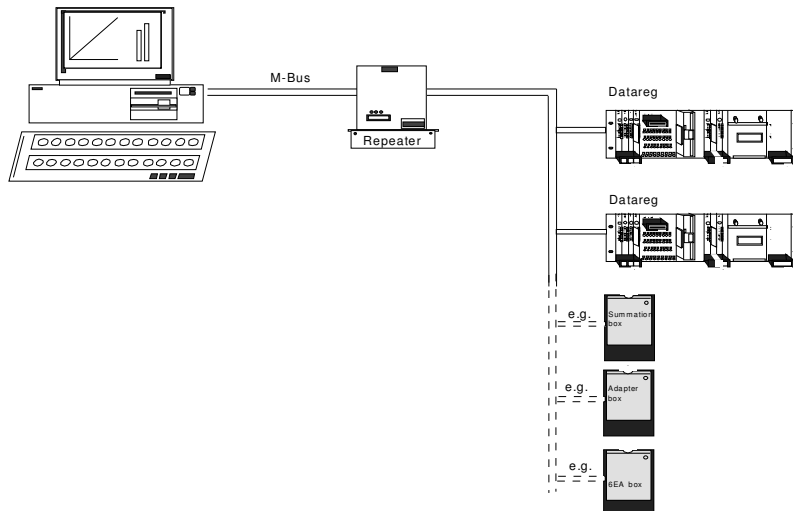 M-Bus
Repeater
Datareg
Datareg
e.g.
Summation
box
e.g.
Adapter
box
e.g.
6EA box